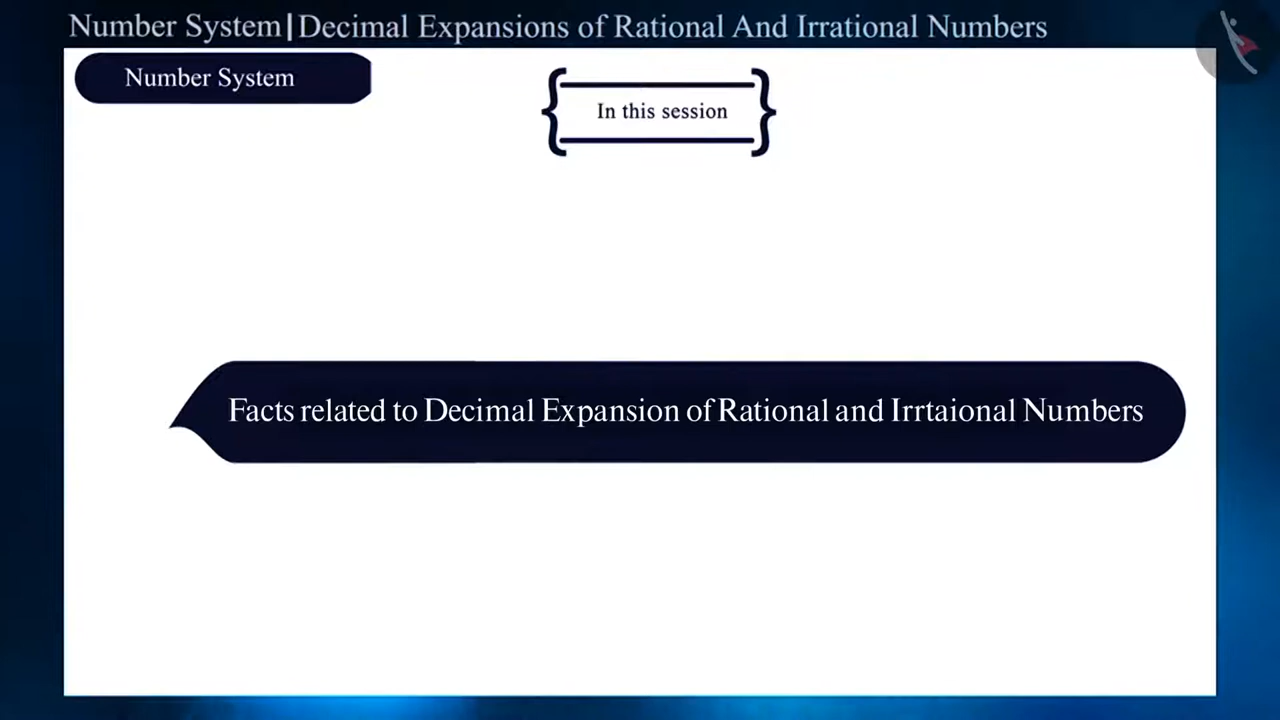 Number System|Decimal Expansions of Rational And Irrational Numbers
Number System
In this session
Facts related to Decimal Expansion of Rational and Irrtaional Numbers